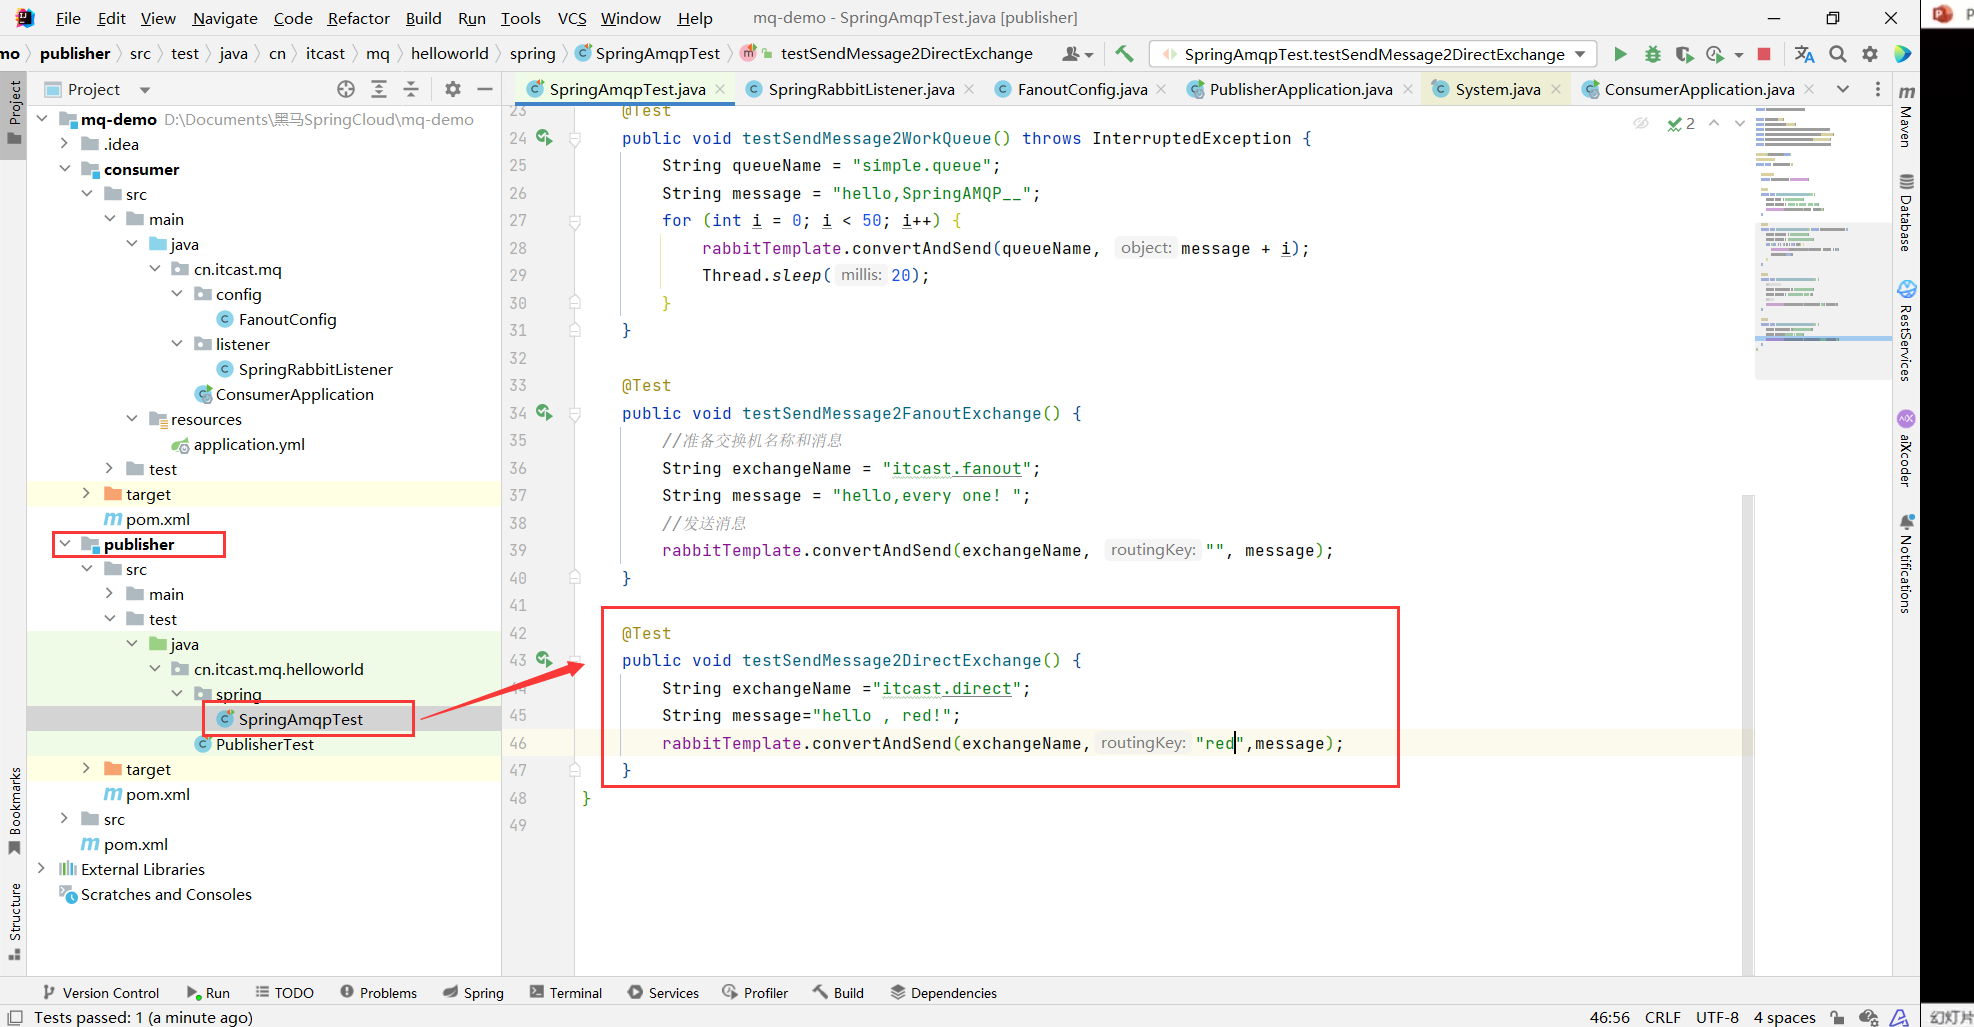 File Edit View Navigate Code Refactor Build Run Tools VCS Window Help mq-demo - SpringAmqpTest.java [publisher]
mo publisher src test java cn itcast mq helloworld spring SpringAmqpTest testSendMessage2DirectExchange SpringAmqpTest.testSendMessage2DirectExchange
Project SpringAmqpTest.java SpringRabbitListener.java FanoutConfig.java PublisherApplication.java System.java ConsumerApplication.java
Project
mq-demo D:\Documents\黑马SpringCloud\mq-demo
.idea
consumer
src
main
java
cn.itcast.mq
config
FanoutConfig
listener
SpringRabbitListener
ConsumerApplication
resources
application.yml
test
target
pom.xml
publisher
src
main
test
java
cn.itcast.mq.helloworld
spring
SpringAmqpTest
PublisherTest
target
pom.xml
src
pom.xml
External Libraries
Scratches and Consoles
Bookmarks
Structure
2
23 @Test
24 public void testSendMessage2WorkQueue() throws InterruptedException {
25 String queueName = "simple.queue";
26 String message = "hello,SpringAMQP__";
27 for (int i = 0; i < 50; i++) {
28 rabbitTemplate.convertAndSend(queueName, object: message + i);
29 Thread.sleep( millis: 20);
30 }
31 }
32
33 @Test
34 public void testSendMessage2FanoutExchange() {
35 //准备交换机名称和消息
36 String exchangeName = "itcast.fanout";
37 String message = "hello,every one! ";
38 //发送消息
39 rabbitTemplate.convertAndSend(exchangeName, routingKey: "", message);
40 }
41
42 @Test
43 public void testSendMessage2DirectExchange() {
44 String exchangeName ="itcast.direct";
45 String message="hello , red!";
46 rabbitTemplate.convertAndSend(exchangeName, routingKey: "red",message);
47 }
48 }
49
m Maven
Database
RestServices
aiXcoder
Notifications
Version Control Run TODO Problems Spring Terminal Services Profiler Build Dependencies
Tests passed: 1 (a minute ago) 46:56 CRLF UTF-8 4 spaces
P
幻灯片